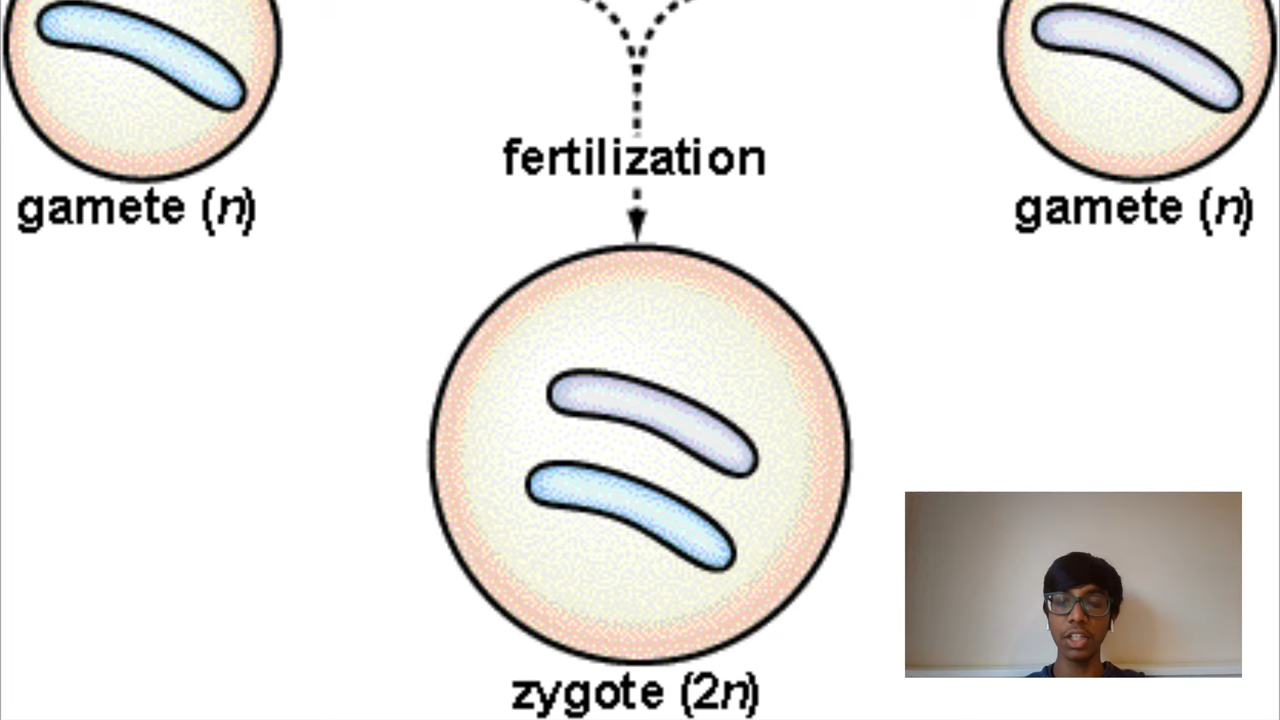 fertilization
gamete (n)
gamete (n)
zygote (2n)